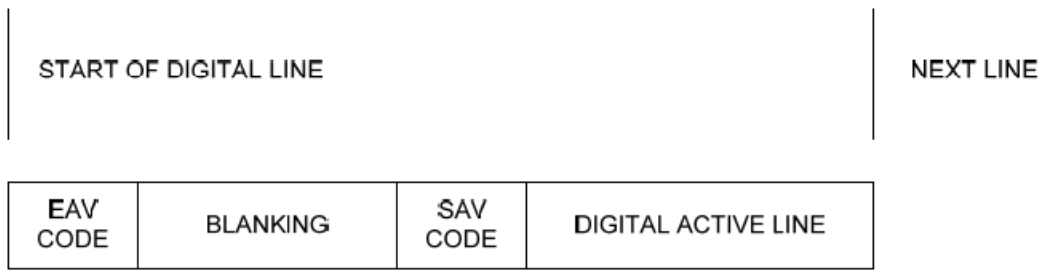 START OF DIGITAL LINE
NEXT LINE
EAV
CODE
BLANKING
SAV
CODE
DIGITAL ACTIVE LINE